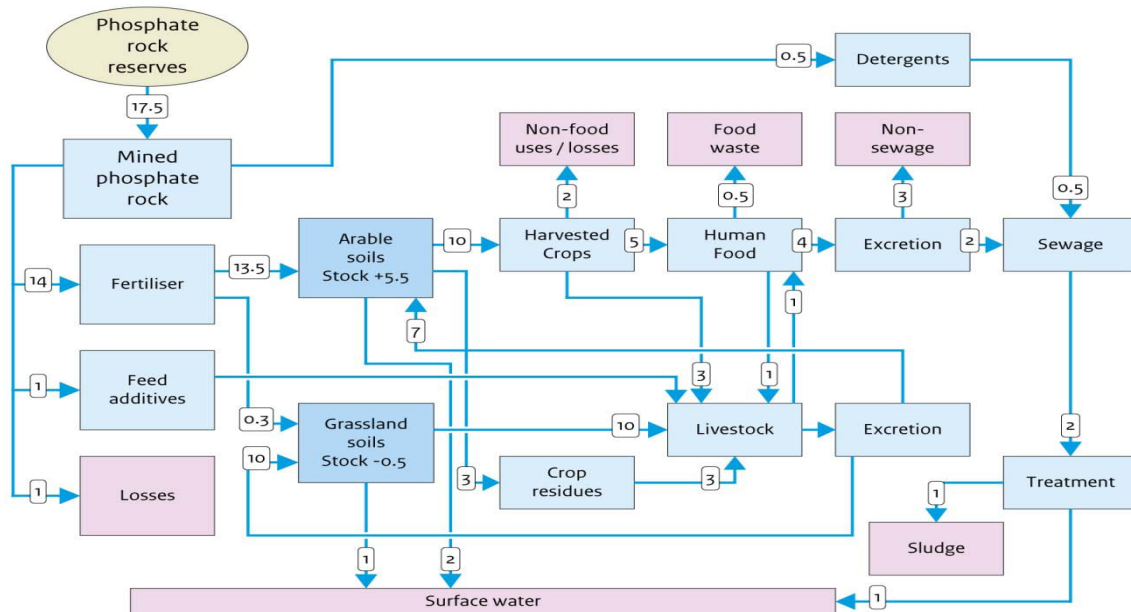 Phosphate
rock
reserves
17.5
Mined
phosphate
rock
0.5
Detergents
Non-food
uses / losses
Food
waste
Non-
sewage
2
0.5
3
0.5
14
Fertiliser
13.5
Arable
soils
Stock +5.5
10
Harvested
Crops
5
Human
Food
4
Excretion
2
Sewage
7
1
1
Feed
additives
3
1
0.3
10
Grassland
soils
Stock -0.5
10
Livestock
Excretion
2
1
Losses
3
Crop
residues
3
Treatment
1
Sludge
1
2
Surface water
1